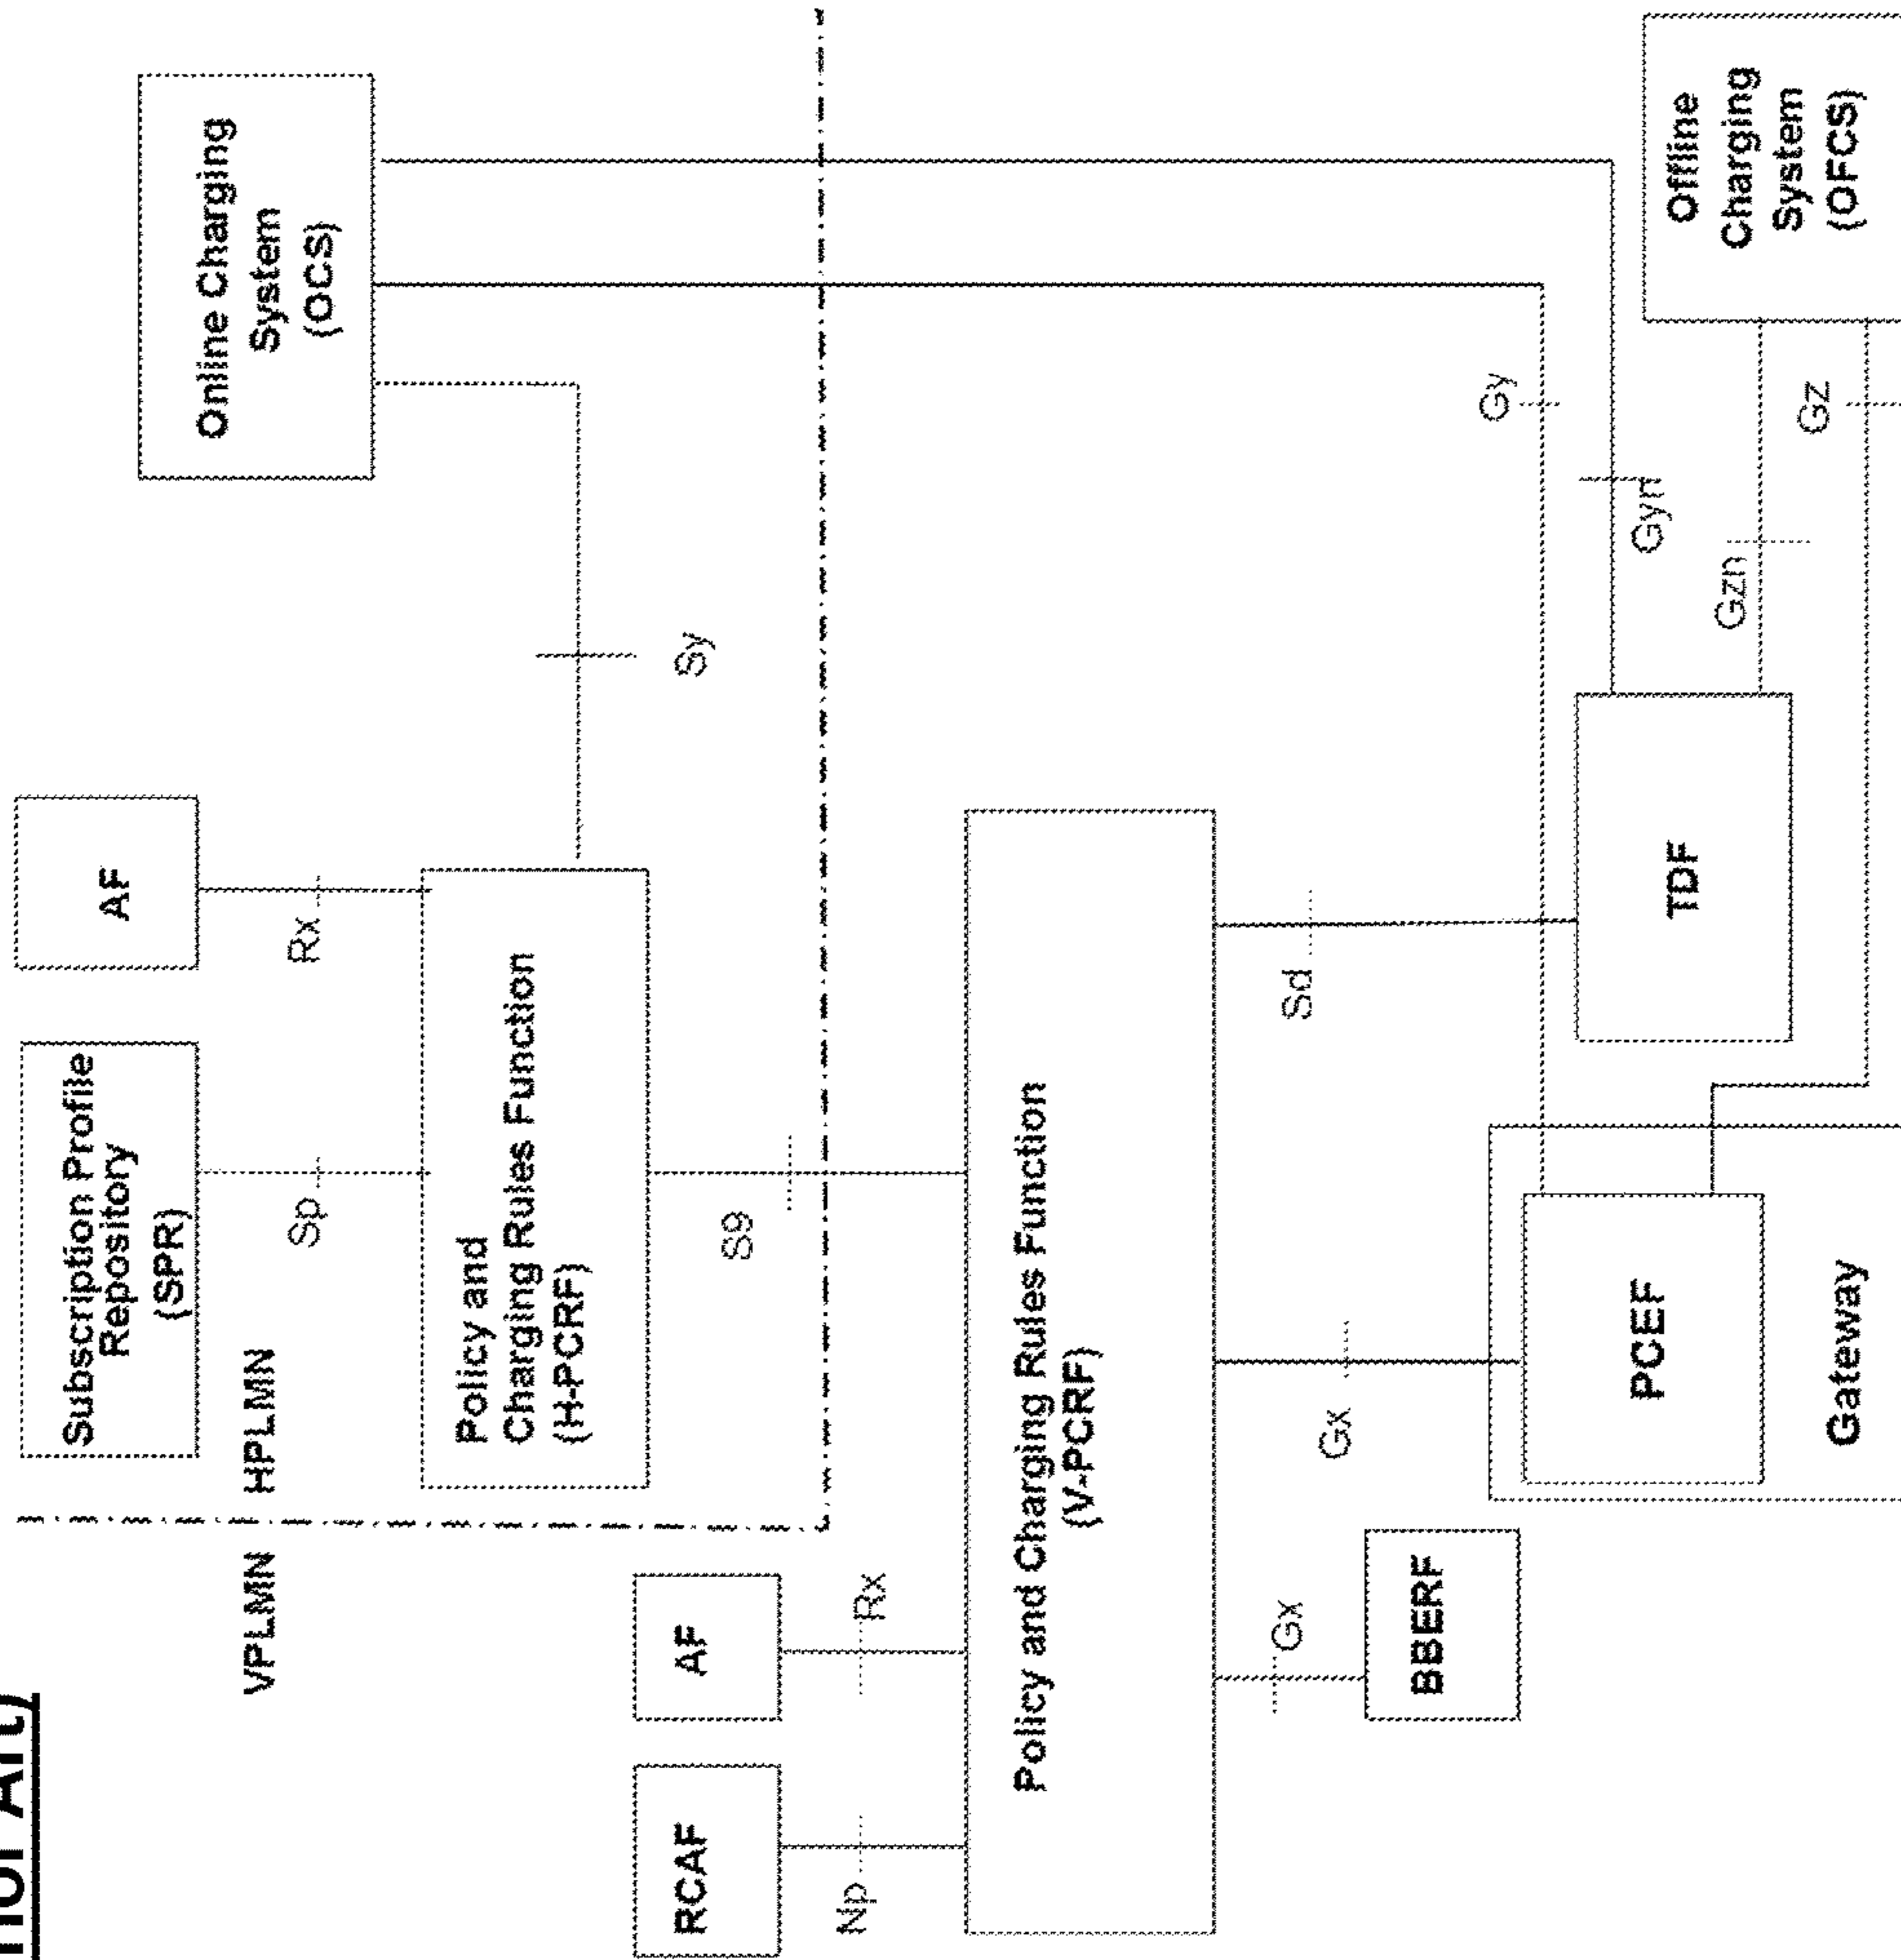 Subscription Profile
Repository
(SPR)
AF
Online Charging
System
(OCS)
VPLMN
HPLMN
Sp
Rx
Policy and
Charging Rules Function
(H-PCRF)
Sy
RCAF
AF
S9
Np
Rx
Policy and Charging Rules Function
(V-PCRF)
Gx
Gx
Sd
BBERF
PCEF
Gateway
TDF
Gy
Gyn
Gzn
Gz
Offline
Charging
System
(OFCS)
Art)